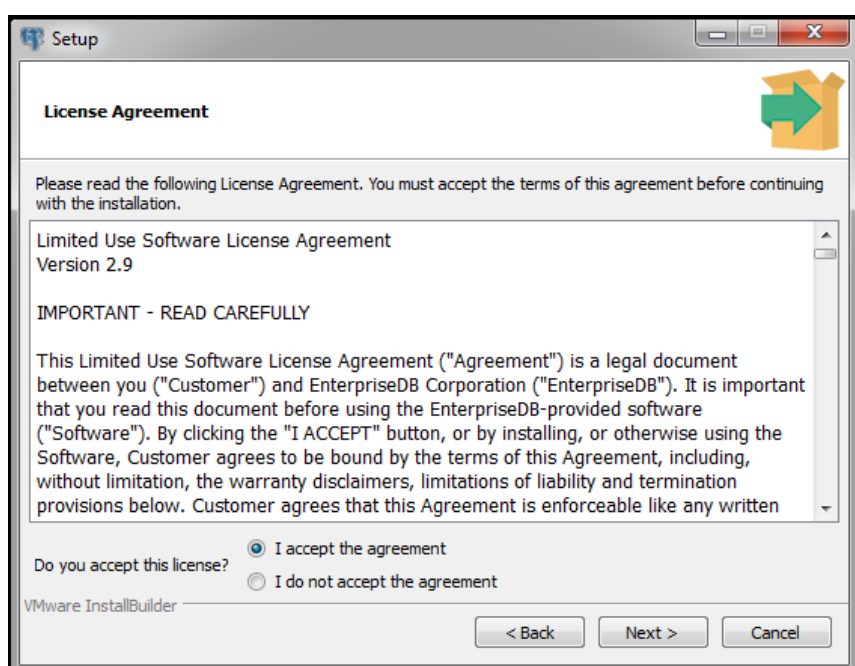 Setup
License Agreement
Please read the following License Agreement. You must accept the terms of this agreement before continuing
with the installation.
Limited Use Software License Agreement
Version 2.9
IMPORTANT - READ CAREFULLY
This Limited Use Software License Agreement ("Agreement") is a legal document
between you ("Customer") and EnterpriseDB Corporation ("EnterpriseDB"). It is important
that you read this document before using the EnterpriseDB-provided software
("Software"). By clicking the "I ACCEPT" button, or by installing, or otherwise using the
Software, Customer agrees to be bound by the terms of this Agreement, including,
without limitation, the warranty disclaimers, limitations of liability and termination
provisions below. Customer agrees that this Agreement is enforceable like any written
Do you accept this license?
I accept the agreement
I do not accept the agreement
VMware InstallBuilder
< Back
Next >
Cancel